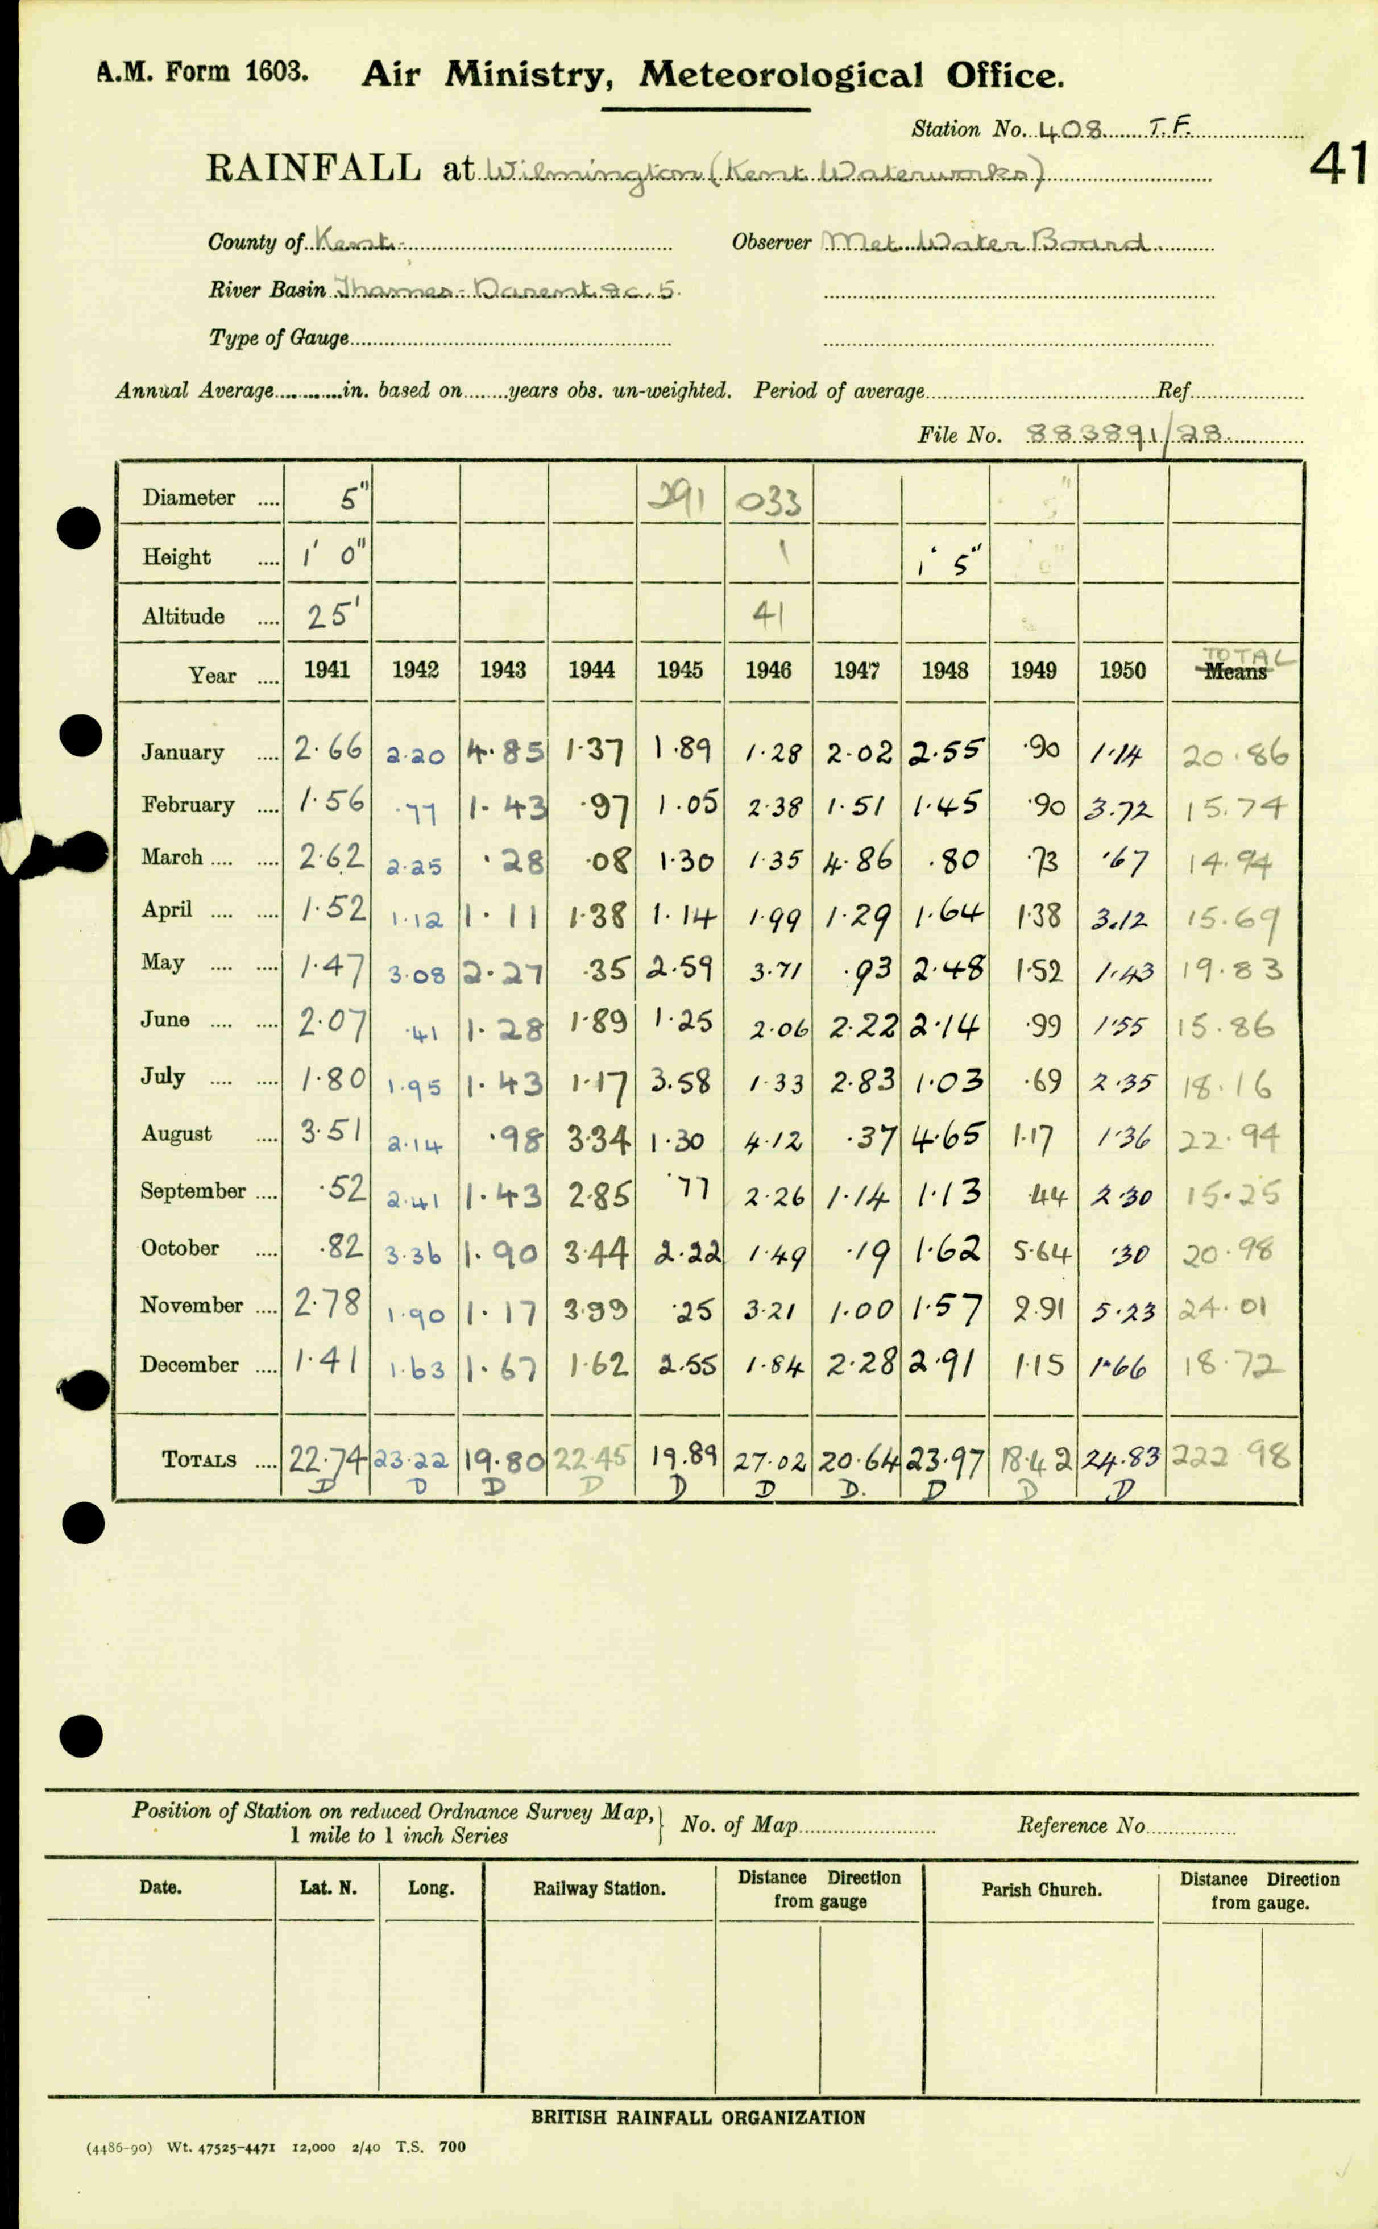 A.M. Form 1603. Air Ministry, Meteorological Office.
Station No. 408 T.F.
41
RAINFALL at Wilmington (Kent Waterworks)
County of Kent Observer Met. Water Board
River Basin Thames - Darent &c. 5.
Type of Gauge
Annual Average in. based on years obs. un-weighted. Period of average Ref.
File No. 883891/28
Diameter 5" 291 033 5"
Height 1' 0" 1 1' 5"
Altitude 25' 41
Year 1941 1942 1943 1944 1945 1946 1947 1948 1949 1950 Means TOTAL
January 2.66 2.20 4.85 1.37 1.89 1.28 2.02 2.55 .90 1.14 20.86
February 1.56 .77 1.43 .97 1.05 2.38 1.51 1.45 .90 3.72 15.74
March 2.62 2.25 .28 .08 1.30 1.35 4.86 .80 .73 .67 14.94
April 1.52 1.12 1.11 1.38 1.14 1.99 1.29 1.64 1.38 3.12 15.69
May 1.47 3.08 2.27 .35 2.59 3.71 .93 2.48 1.52 1.43 19.83
June 2.07 .41 1.28 1.89 1.25 2.06 2.22 2.14 .99 1.55 15.86
July 1.80 1.95 1.43 1.17 3.58 1.33 2.83 1.03 .69 2.35 18.16
August 3.51 2.14 .98 3.34 1.30 4.12 .37 4.65 1.17 1.36 22.94
September .52 2.41 1.43 2.85 .77 2.26 1.14 1.13 .44 2.30 15.25
October .82 3.36 1.90 3.44 2.22 1.49 .19 1.62 5.64 .30 20.98
November 2.78 1.90 1.17 3.99 .25 3.21 1.00 1.57 2.91 5.23 24.01
December 1.41 1.63 1.67 1.62 2.55 1.84 2.28 2.91 1.15 1.66 18.72
TOTALS 22.74 23.22 19.80 22.45 19.89 27.02 20.64 23.97 18.42 24.83 222.98
D D D D D D D. D D D
Position of Station on reduced Ordnance Survey Map, No. of Map Reference No.
1 mile to 1 inch Series
Date. Lat. N. Long. Railway Station. Distance Direction from gauge Parish Church. Distance Direction from gauge.
BRITISH RAINFALL ORGANIZATION
(4486-90) Wt. 47525-4471 12,000 2/40 T.S. 700